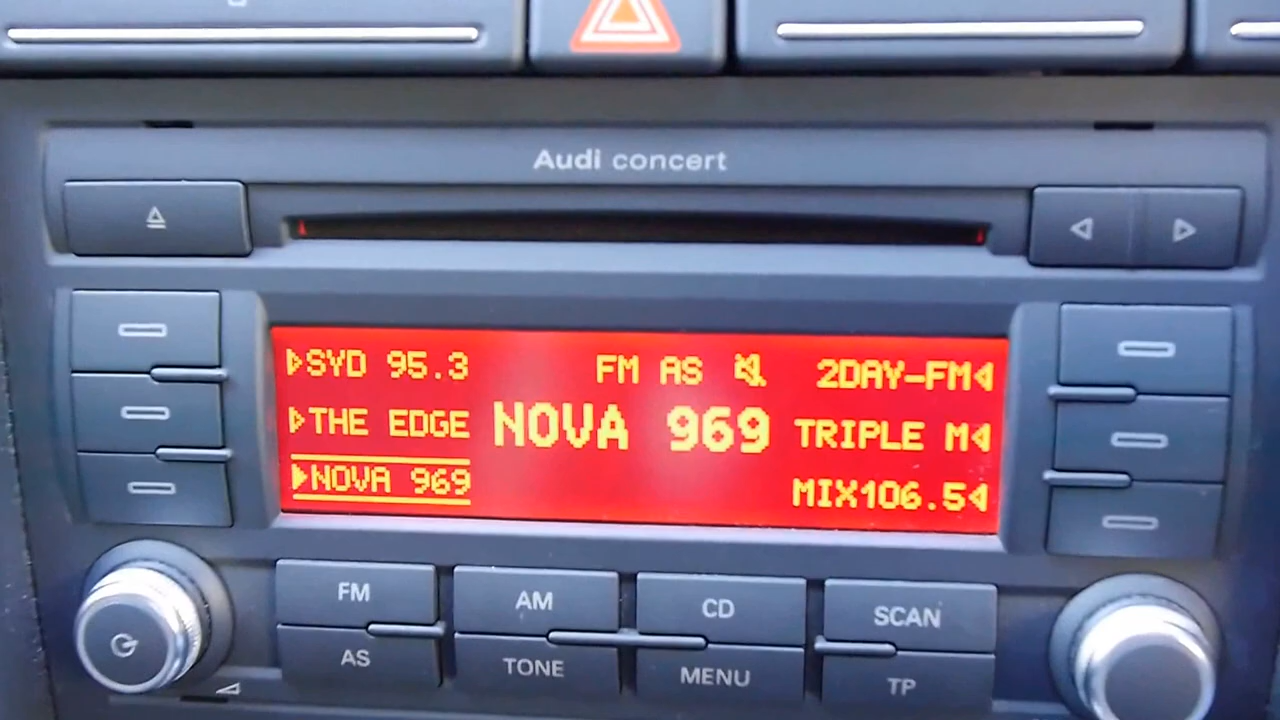 Audi concert
SYD 95.3 FM AS 2DAY-FM
THE EDGE NOVA 969 TRIPLE M
NOVA 969 MIX106.5
FM AM CD SCAN
AS TONE MENU TP